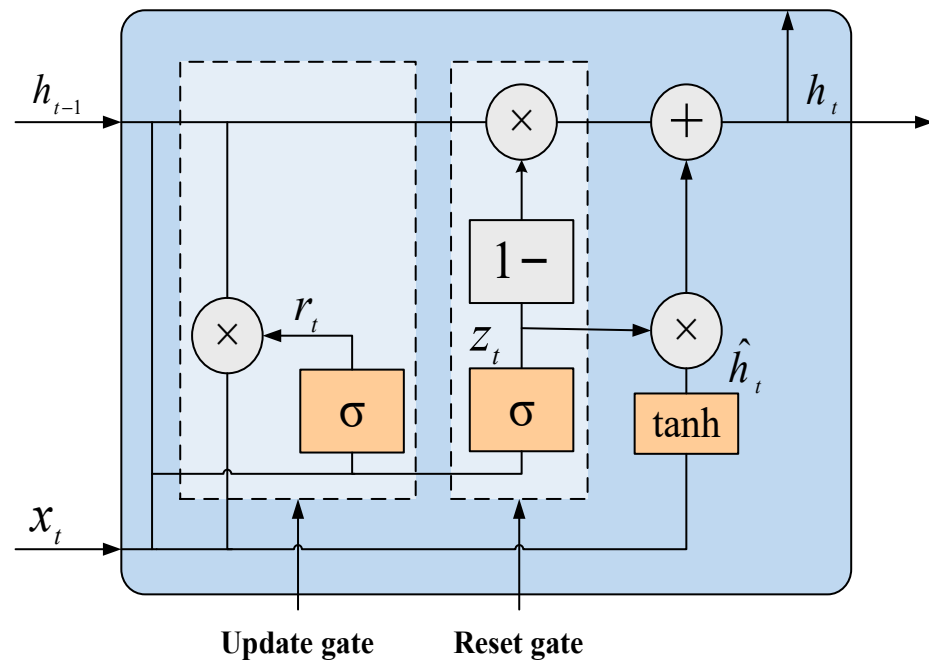 h_{t-1}
×
+
h_t
1−
×
r_t
z_t
×
ĥ_t
σ
σ
tanh
x_t
Update gate
Reset gate